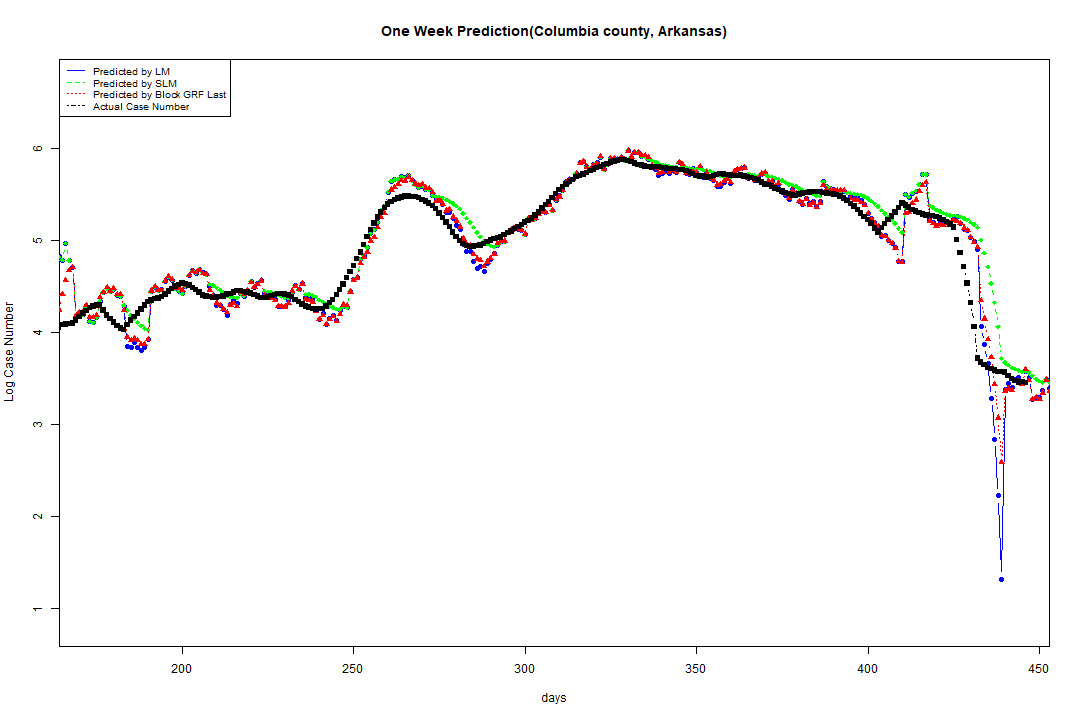 One Week Prediction(Columbia county, Arkansas)
Predicted by LM
Predicted by SLM
Predicted by Block GRF Last
Actual Case Number
6
5
4
3
2
1
Log Case Number
200 250 300 350 400 450
days